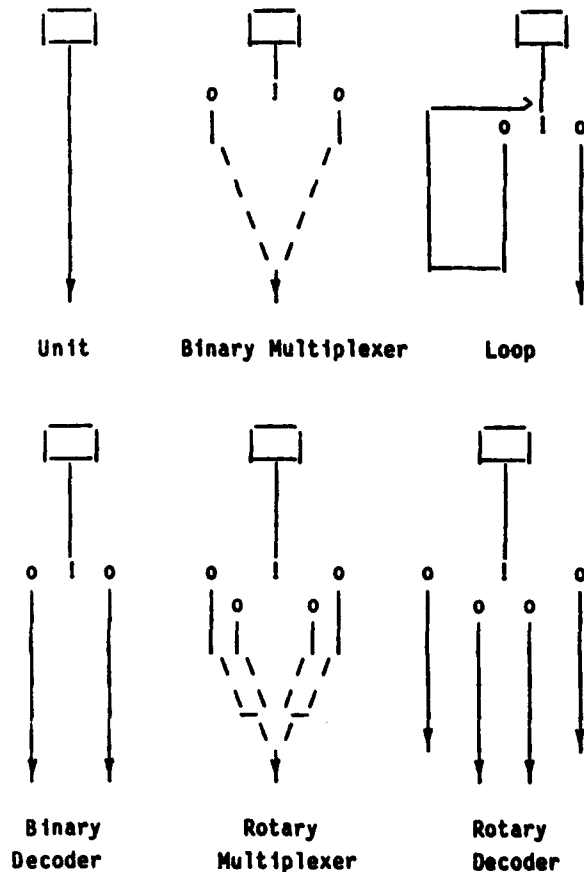 Unit
Binary Multiplexer
Loop
Binary
Decoder
Rotary
Multiplexer
Rotary
Decoder